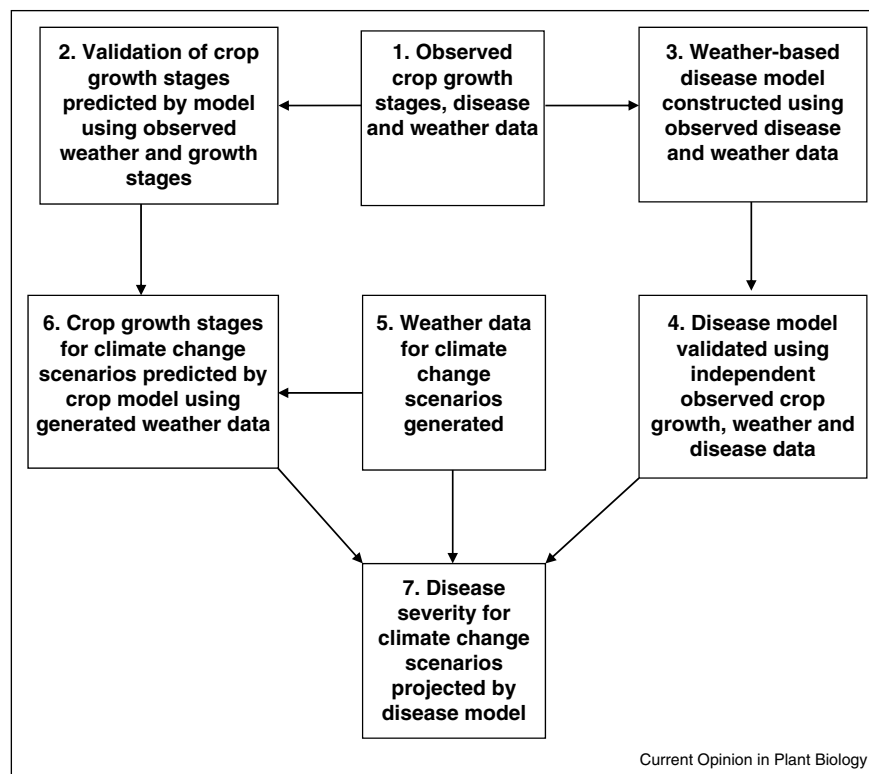 2. Validation of crop
growth stages
predicted by model
using observed
weather and growth
stages
1. Observed
crop growth
stages, disease
and weather data
3. Weather-based
disease model
constructed using
observed disease
and weather data
6. Crop growth stages
for climate change
scenarios predicted by
crop model using
generated weather data
5. Weather data
for climate
change
scenarios
generated
4. Disease model
validated using
independent
observed crop
growth, weather and
disease data
7. Disease
severity for
climate change
scenarios
projected by
disease model
Current Opinion in Plant Biology